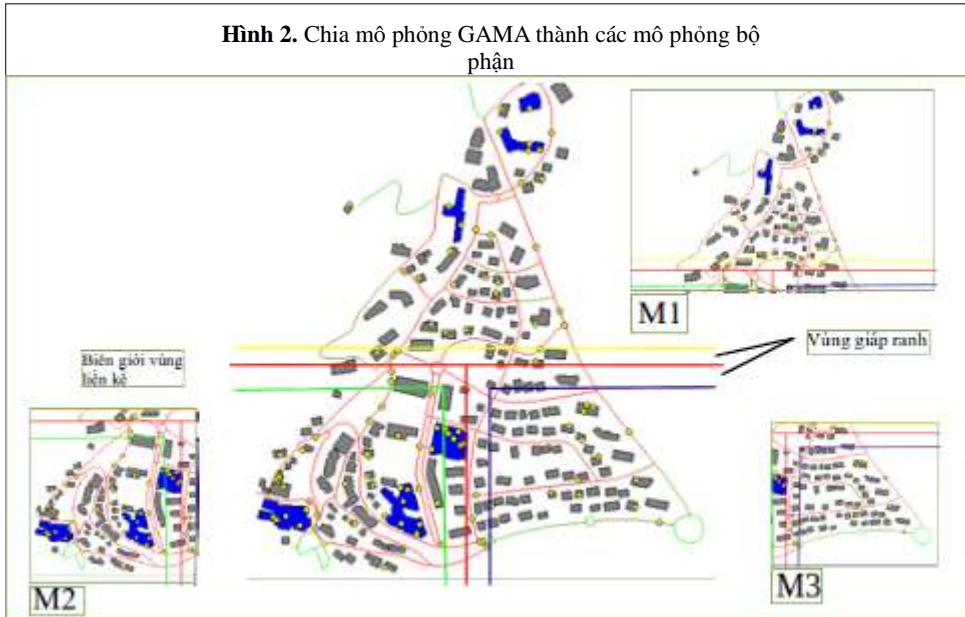 Hình 2. Chia mô phỏng GAMA thành các mô phỏng bộ
phận
M1
Vùng giáp ranh
Biên giới vùng
liền kề
M2
M3